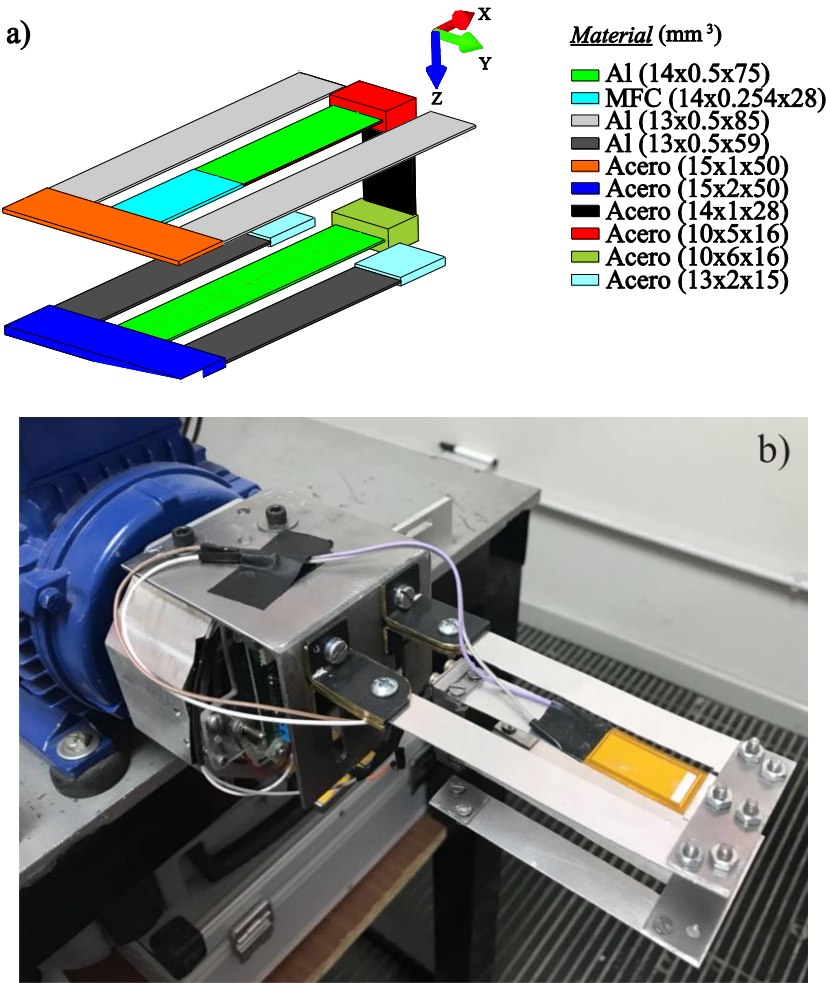 a)
X
Y
Z
Material (mm³)
Al (14x0.5x75)
MFC (14x0.254x28)
Al (13x0.5x85)
Al (13x0.5x59)
Acero (15x1x50)
Acero (15x2x50)
Acero (14x1x28)
Acero (10x5x16)
Acero (10x6x16)
Acero (13x2x15)
b)